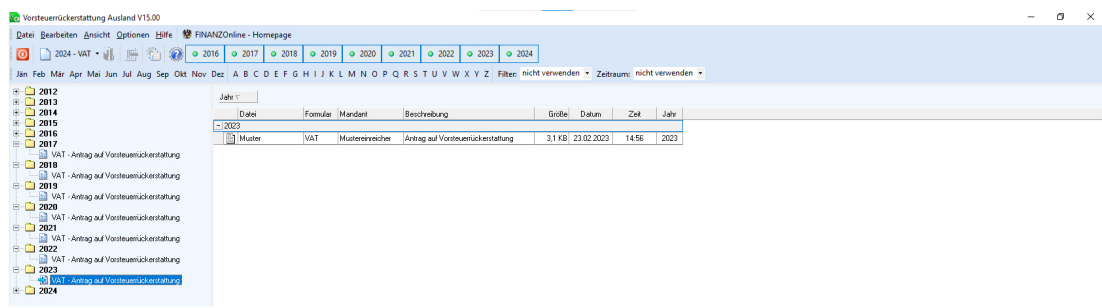 Vorsteuerrückerstattung Ausland V15.00
Datei Bearbeiten Ansicht Optionen Hilfe FINANZOnline - Homepage
2024 - VAT 2016 2017 2018 2019 2020 2021 2022 2023 2024
Jän Feb Mär Apr Mai Jun Jul Aug Sep Okt Nov Dez A B C D E F G H I J K L M N O P Q R S T U V W X Y Z Filter: nicht verwenden Zeitraum: nicht verwenden
2012
2013
2014
2015
2016
2017
VAT - Antrag auf Vorsteuerrückerstattung
2018
VAT - Antrag auf Vorsteuerrückerstattung
2019
VAT - Antrag auf Vorsteuerrückerstattung
2020
VAT - Antrag auf Vorsteuerrückerstattung
2021
VAT - Antrag auf Vorsteuerrückerstattung
2022
VAT - Antrag auf Vorsteuerrückerstattung
2023
VAT - Antrag auf Vorsteuerrückerstattung
2024
Jahr
Datei Formular Mandant Beschreibung Größe Datum Zeit Jahr
2023
Muster VAT Mustereinreicher Antrag auf Vorsteuerrückerstattung 3,1 KB 23.02.2023 14:56 2023